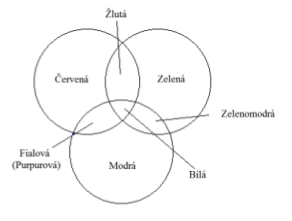 Žlutá
Červená
Zelená
Zelenomodrá
Fialová
(Purpurová)
Modrá
Bílá